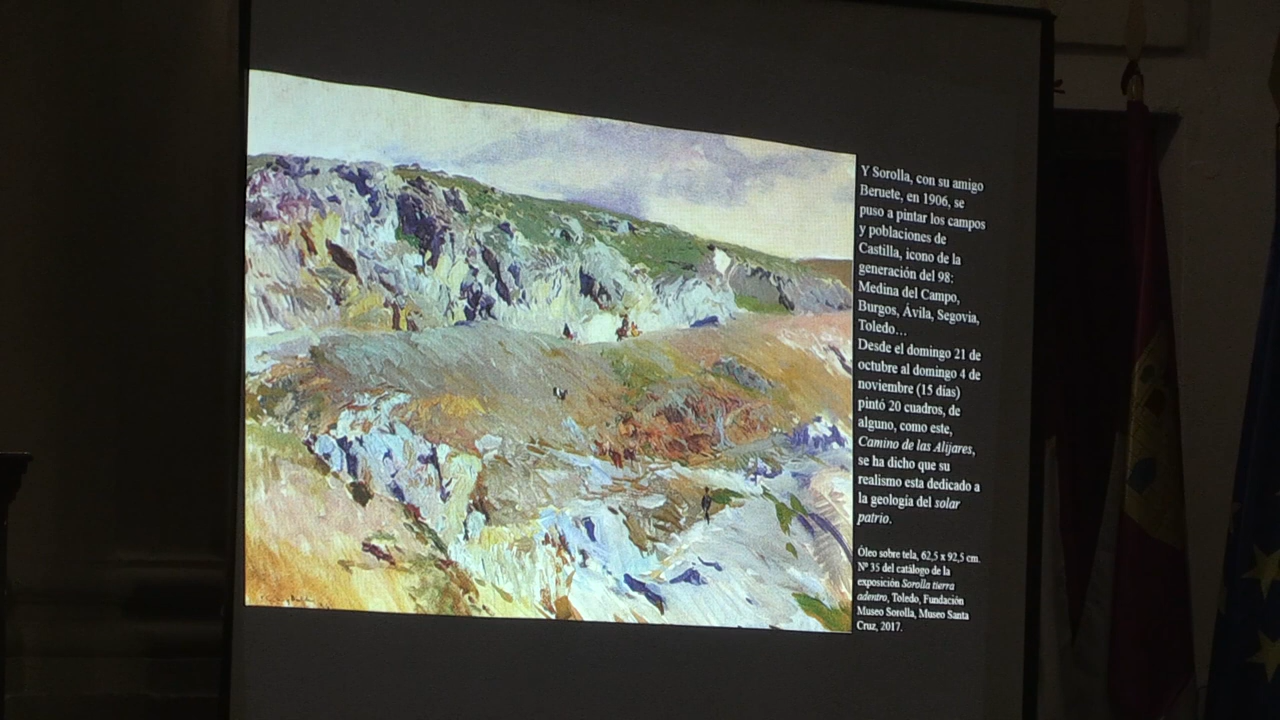 Y Sorolla, con su amigo
Beruete, en 1906, se
puso a pintar los campos
y poblaciones de
Castilla, icono de la
generación del 98:
Medina del Campo,
Burgos, Ávila, Segovia,
Toledo…
Desde el domingo 21 de
octubre al domingo 4 de
noviembre (15 días)
pintó 20 cuadros, de
alguno, como este,
Camino de las Alijares,
se ha dicho que su
realismo esta dedicado a
la geología del solar
patrio.
Óleo sobre tela, 62,5 x 92,5 cm.
Nº 35 del catálogo de la
exposición Sorolla tierra
adentro, Toledo, Fundación
Museo Sorolla, Museo Santa
Cruz, 2017.